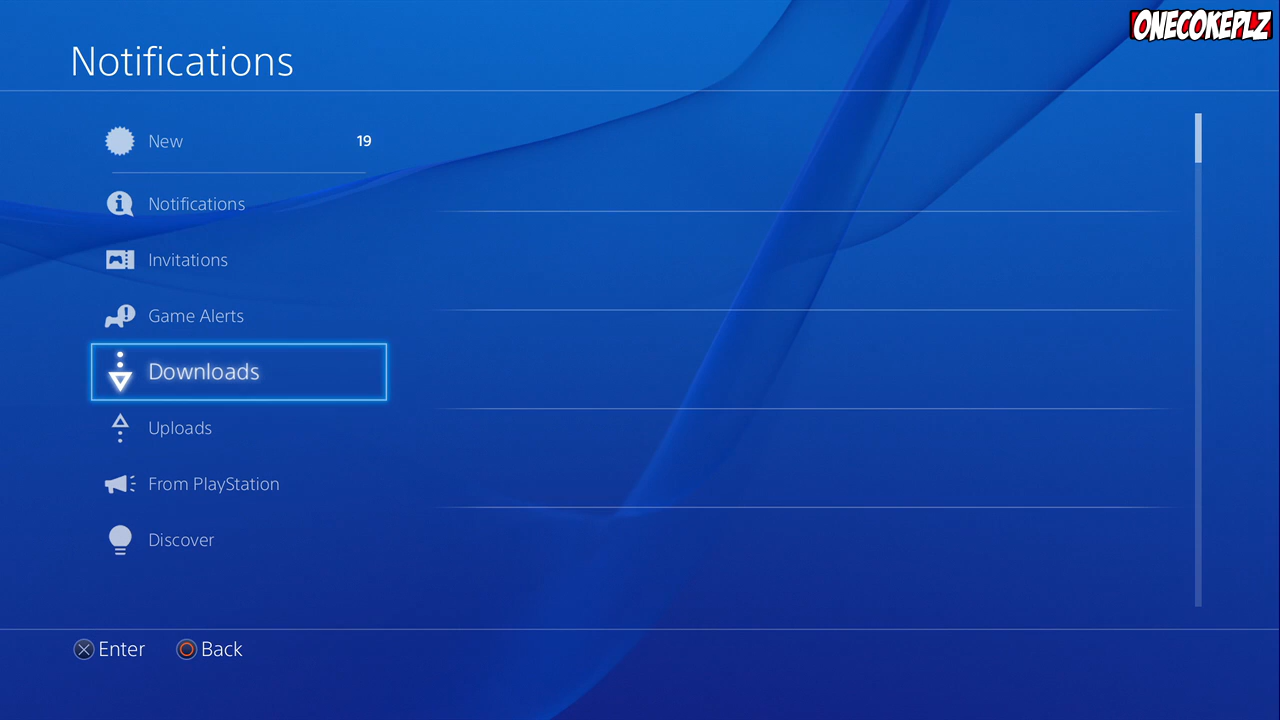 ONECOKEPLZ
Notifications
New 19
Notifications
Invitations
Game Alerts
Downloads
Uploads
From PlayStation
Discover
Enter Back